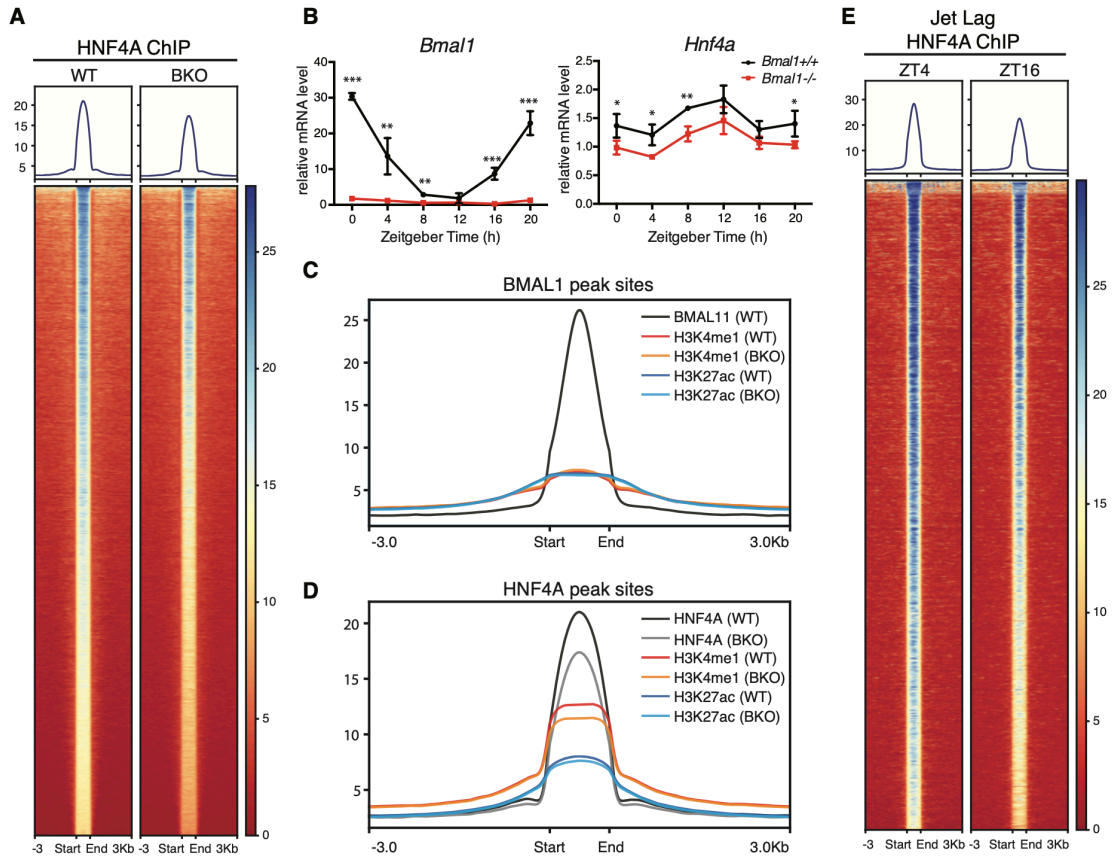 A
HNF4A ChIP
WT
BKO
20
15
10
5
25
20
15
10
5
0
-3 Start End 3Kb
-3 Start End 3Kb
B
Bmal1
relative mRNA level
40
30
20
10
0
***
**
**
***
***
0 4 8 12 16 20
Zeitgeber Time (h)
Hnf4a
Bmal1+/+
Bmal1-/-
relative mRNA level
2.5
2.0
1.5
1.0
0.5
0.0
*
*
**
*
0 4 8 12 16 20
Zeitgeber Time (h)
C
BMAL1 peak sites
25
20
15
10
5
BMAL11 (WT)
H3K4me1 (WT)
H3K4me1 (BKO)
H3K27ac (WT)
H3K27ac (BKO)
-3.0 Start End 3.0Kb
D
HNF4A peak sites
20
15
10
5
HNF4A (WT)
HNF4A (BKO)
H3K4me1 (WT)
H3K4me1 (BKO)
H3K27ac (WT)
H3K27ac (BKO)
-3.0 Start End 3.0Kb
E
Jet Lag
HNF4A ChIP
ZT4
ZT16
30
20
10
25
20
15
10
5
0
-3 Start End 3Kb
-3 Start End 3Kb